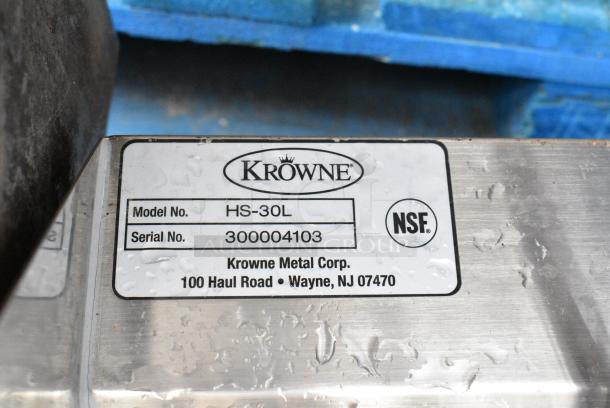 KROWNE®
Model No. HS-30L
Serial No. 300004103
NSF®
Krowne Metal Corp.
100 Haul Road • Wayne, NJ 07470